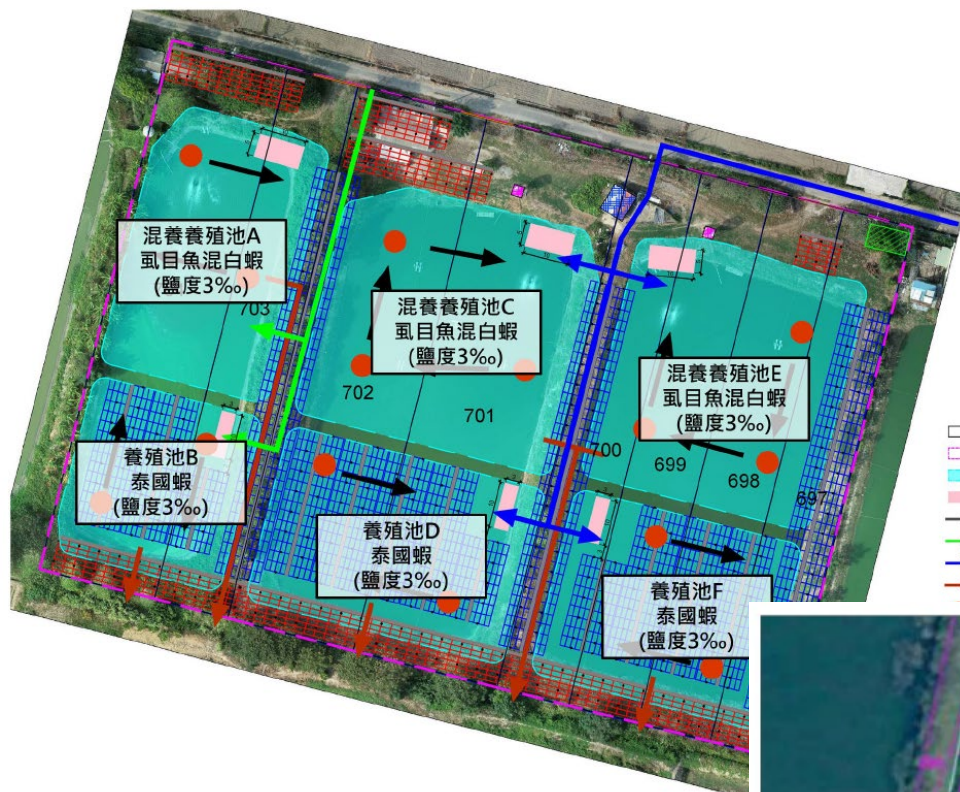 混養養殖池A
虱目魚混白蝦
(鹽度3‰)
703
混養養殖池C
虱目魚混白蝦
(鹽度3‰)
702
701
混養養殖池E
虱目魚混白蝦
(鹽度3‰)
700
699
698
697
養殖池B
泰國蝦
(鹽度3‰)
養殖池D
泰國蝦
(鹽度3‰)
養殖池F
泰國蝦
(鹽度3‰)